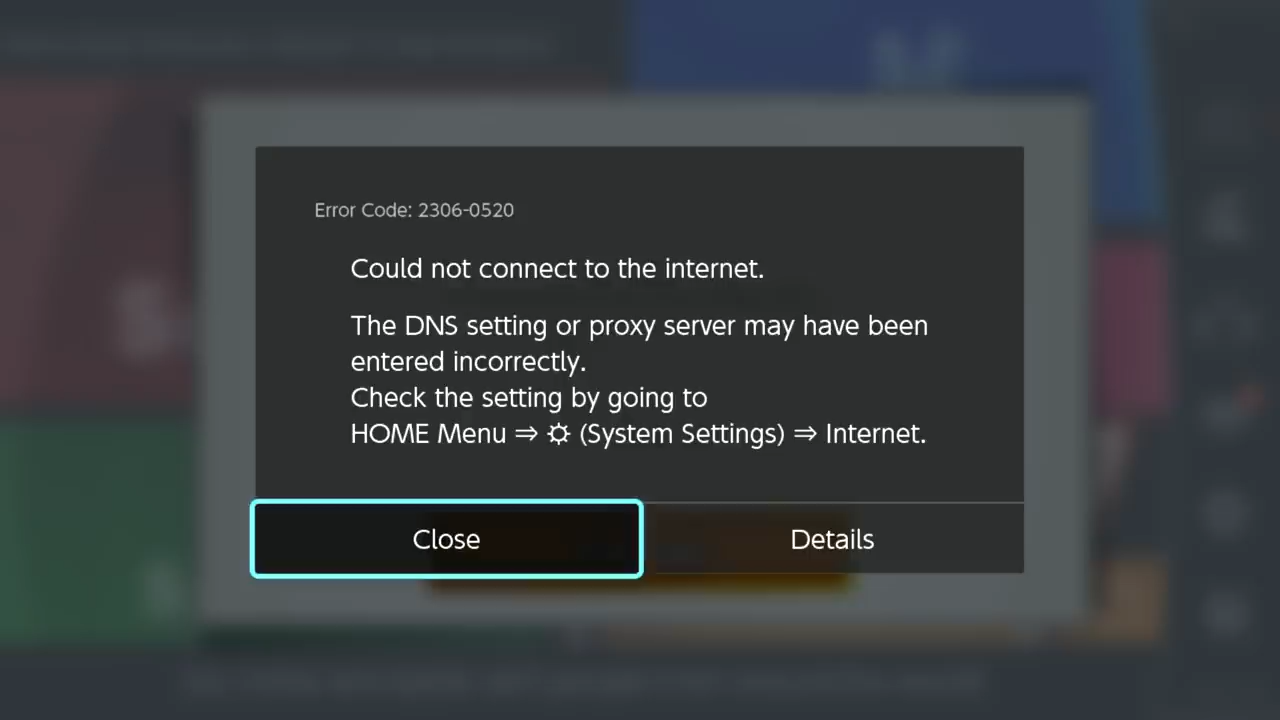 Error Code: 2306-0520
Could not connect to the internet.
The DNS setting or proxy server may have been
entered incorrectly.
Check the setting by going to
HOME Menu ⇒ ☼ (System Settings) ⇒ Internet.
Close
Details